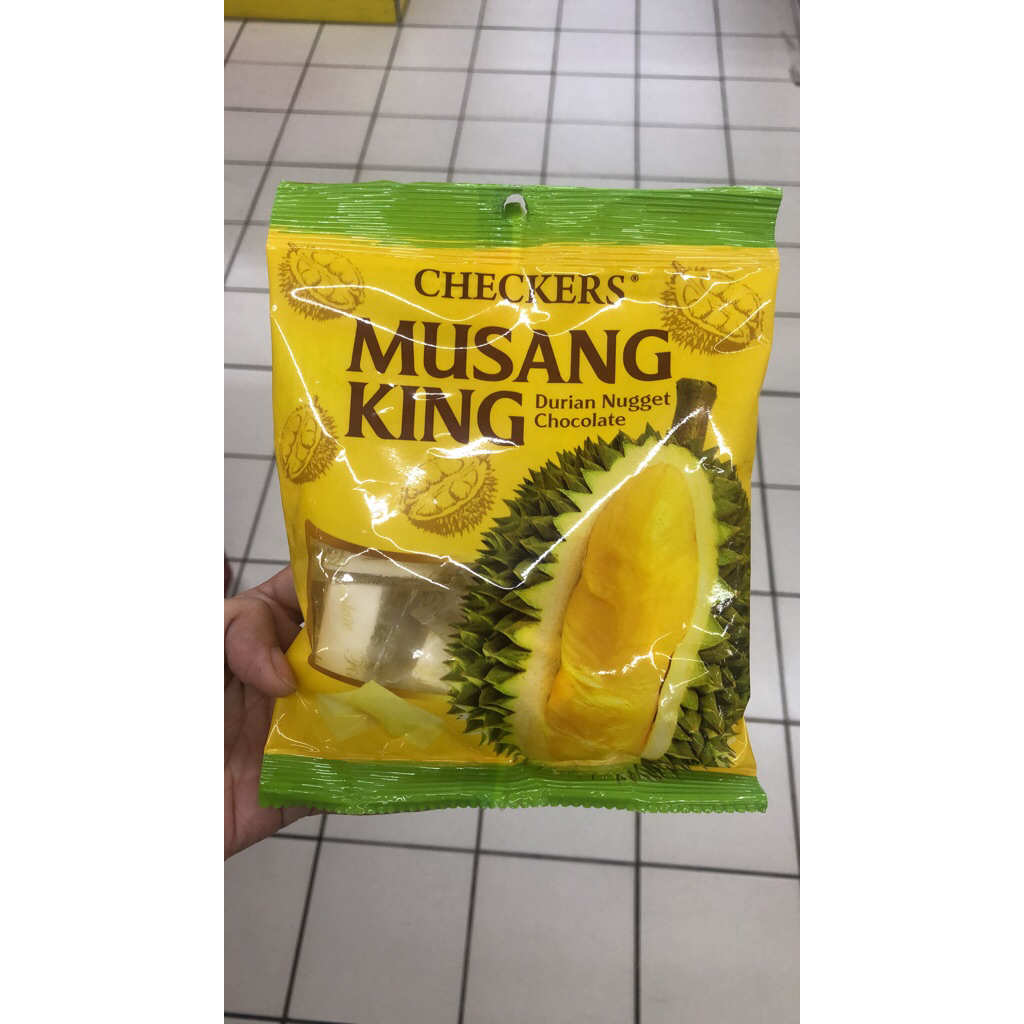 CHECKERS®
MUSANG
KING
Durian Nugget
Chocolate